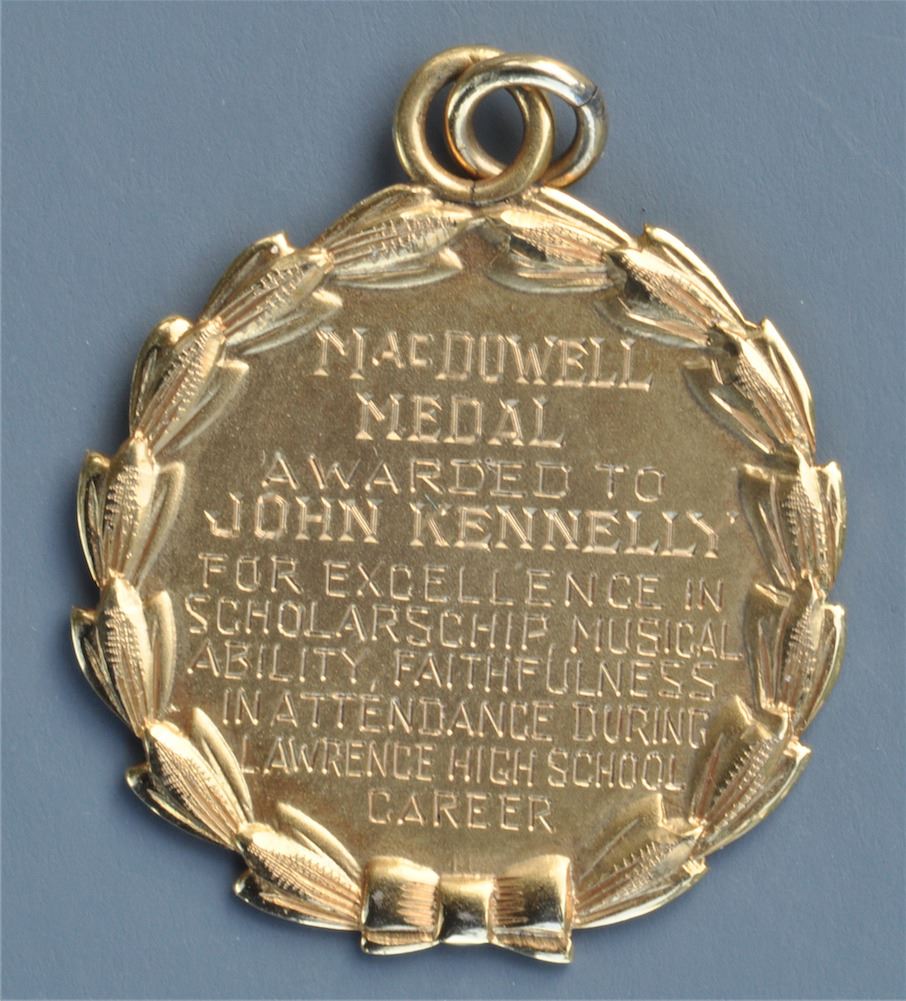 MacDOWELL
MEDAL
AWARDED TO
JOHN KENNELLY
FOR EXCELLENCE IN
SCHOLARSCHIP, MUSICAL
ABILITY, FAITHFULNESS
IN ATTENDANCE DURING
LAWRENCE HIGH SCHOOL
CAREER